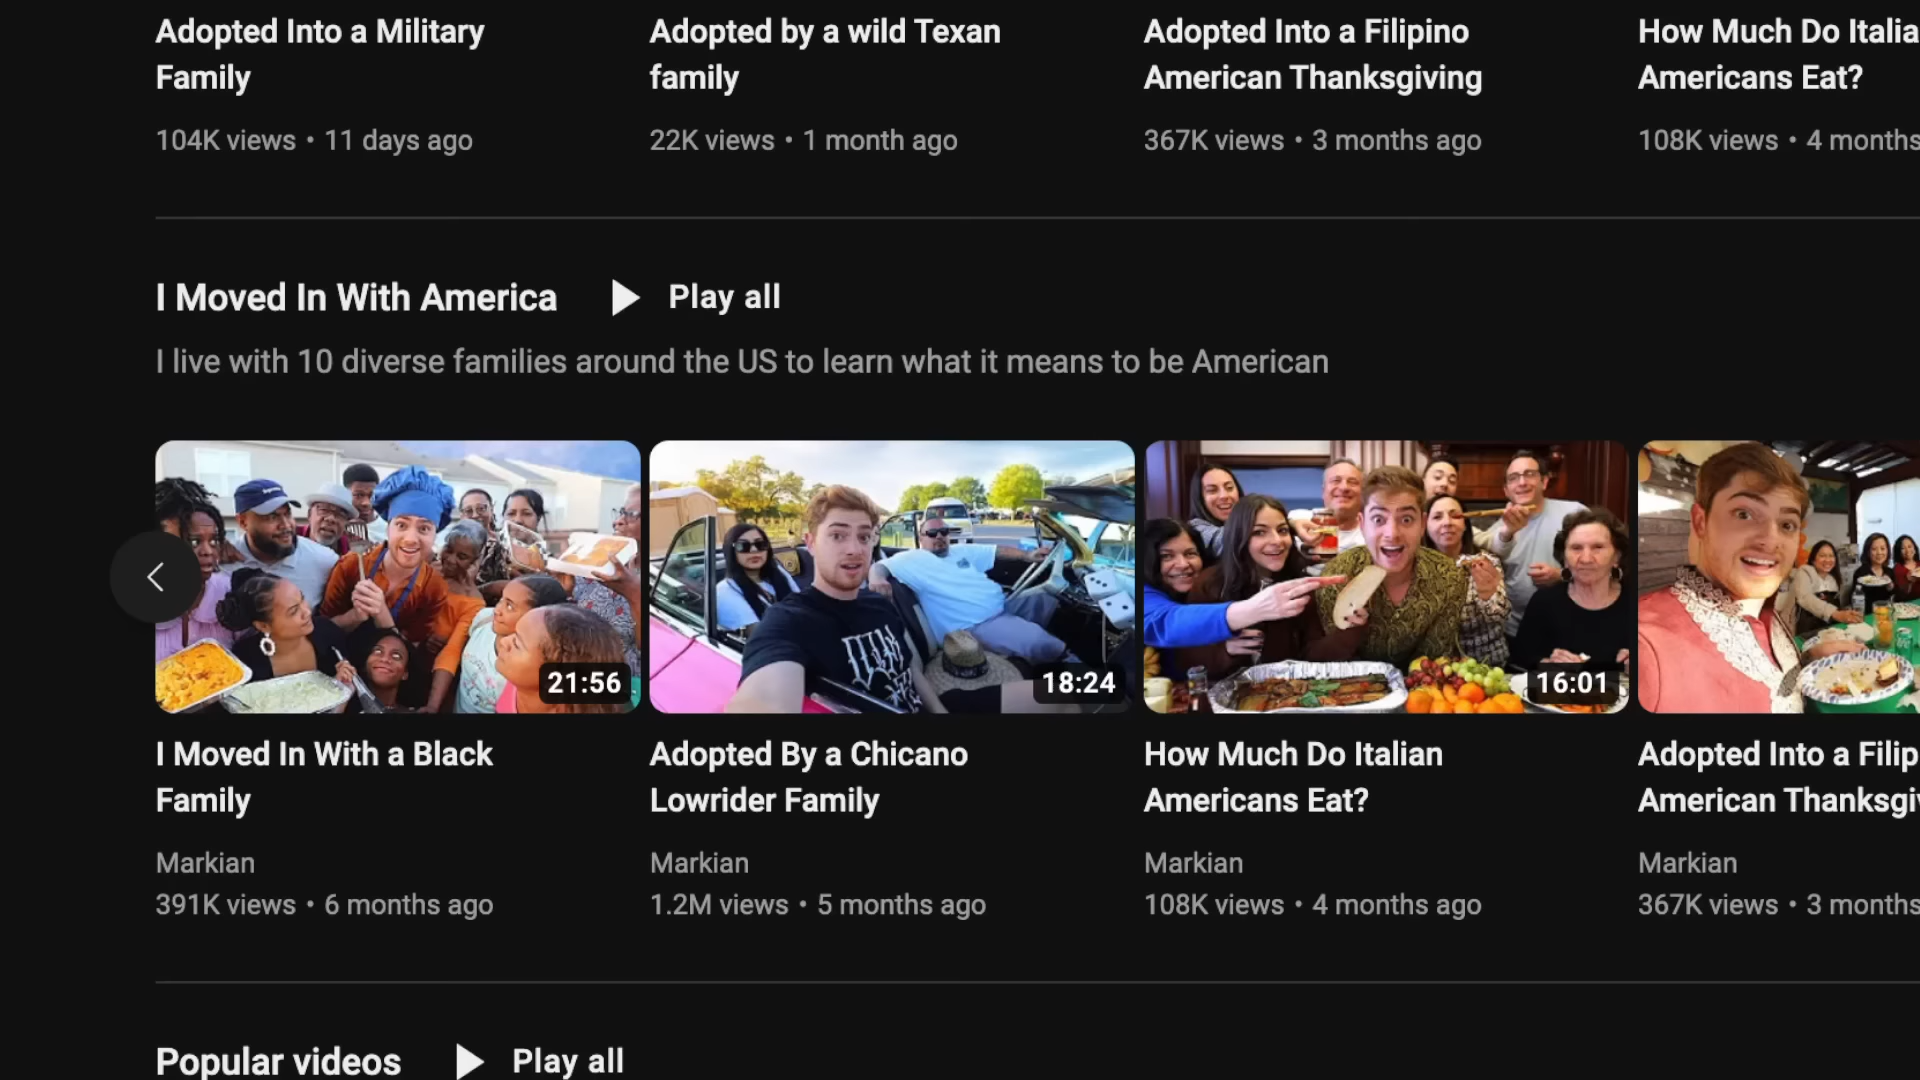 Adopted Into a Military
Family
104K views • 11 days ago
Adopted by a wild Texan
family
22K views • 1 month ago
Adopted Into a Filipino
American Thanksgiving
367K views • 3 months ago
How Much Do Italia
Americans Eat?
108K views • 4 months
I Moved In With America
Play all
I live with 10 diverse families around the US to learn what it means to be American
21:56
18:24
16:01
I Moved In With a Black
Family
Markian
391K views • 6 months ago
Adopted By a Chicano
Lowrider Family
Markian
1.2M views • 5 months ago
How Much Do Italian
Americans Eat?
Markian
108K views • 4 months ago
Adopted Into a Filip
American Thanksgiv
Markian
367K views • 3 months
Popular videos
Play all